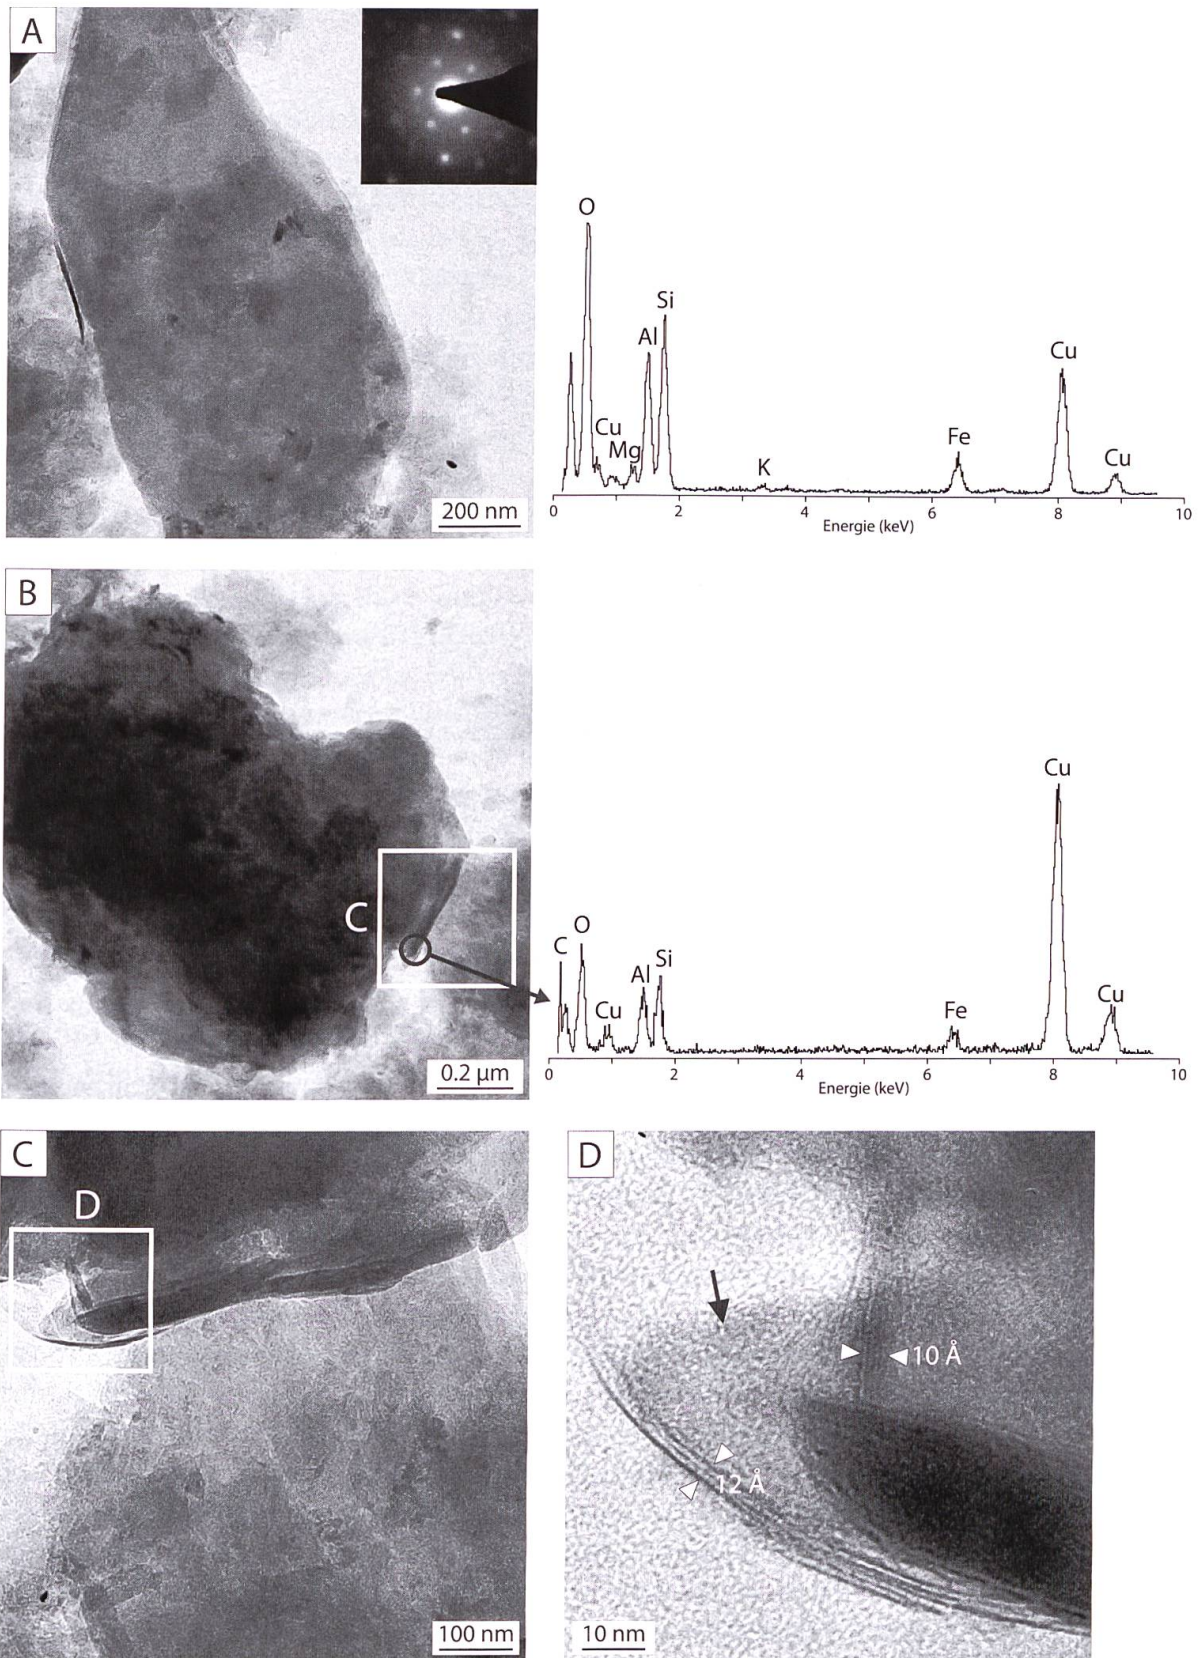 A
200 nm
O
Si
Al
Cu
Mg
K
Fe
Cu
Cu
0 2 4 6 8 10
Energie (keV)
B
C
0.2 µm
Cu
O
C
Si
Al
Cu
Fe
Cu
0 2 4 6 8 10
Energie (keV)
C
D
100 nm
D
10 Å
12 Å
10 nm